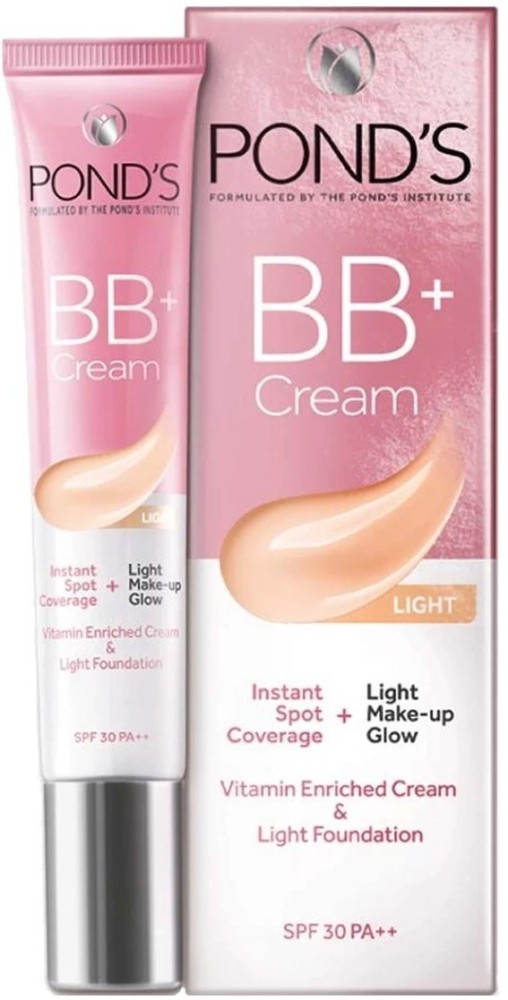 POND'S
FORMULATED BY THE POND'S INSTITUTE
BB+
Cream
LIGHT
Instant
Spot
Coverage
+
Light
Make-up
Glow
Vitamin Enriched Cream
&
Light Foundation
SPF 30 PA++
POND'S
FORMULATED BY THE POND'S INSTITUTE
BB+
Cream
LIGHT
Instant
Spot
Coverage
+
Light
Make-up
Glow
Vitamin Enriched Cream
&
Light Foundation
SPF 30 PA++